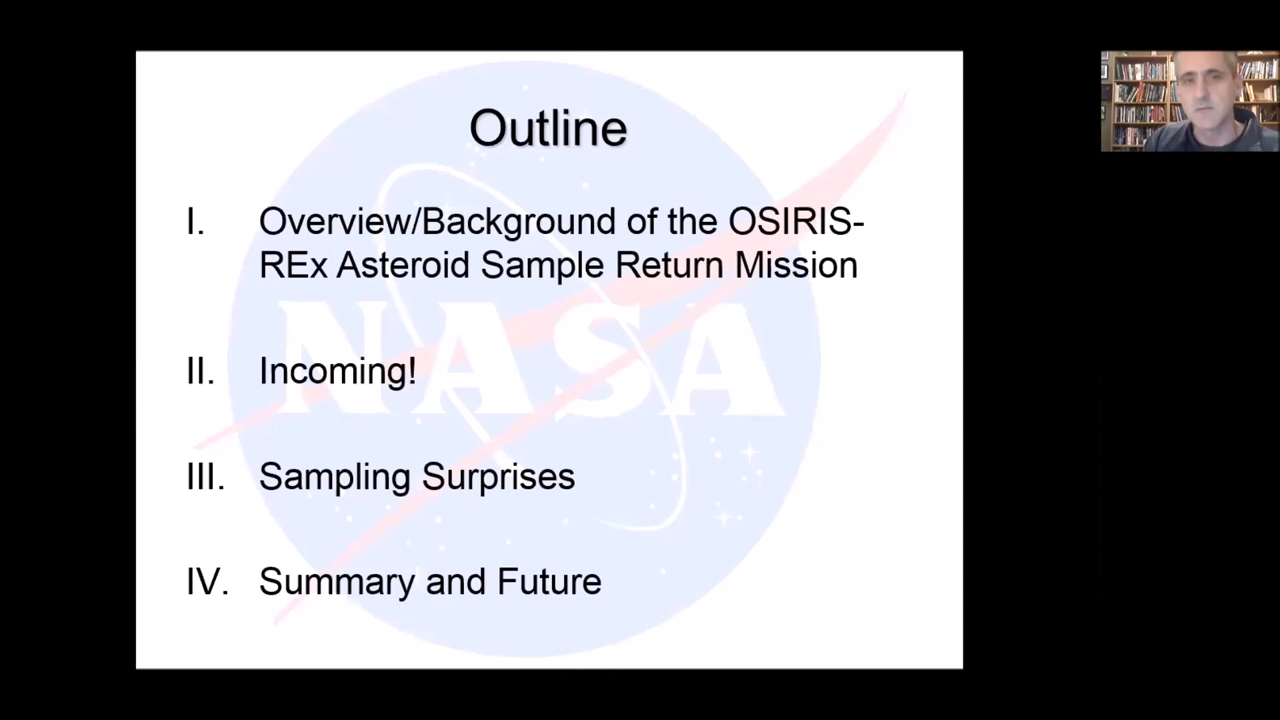 Outline
I. Overview/Background of the OSIRIS-
REx Asteroid Sample Return Mission
II. Incoming!
III. Sampling Surprises
IV. Summary and Future
NASA